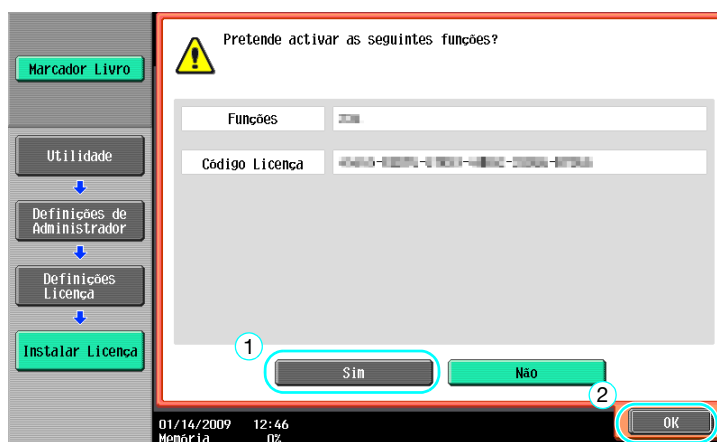 Marcador Livro
Utilidade
Definições de
Administrador
Definições
Licença
Instalar Licença
Pretende activar as seguintes funções?
Funções
Código Licença
1
Sim
Não
2
OK
01/14/2009 12:46
Memória 0%